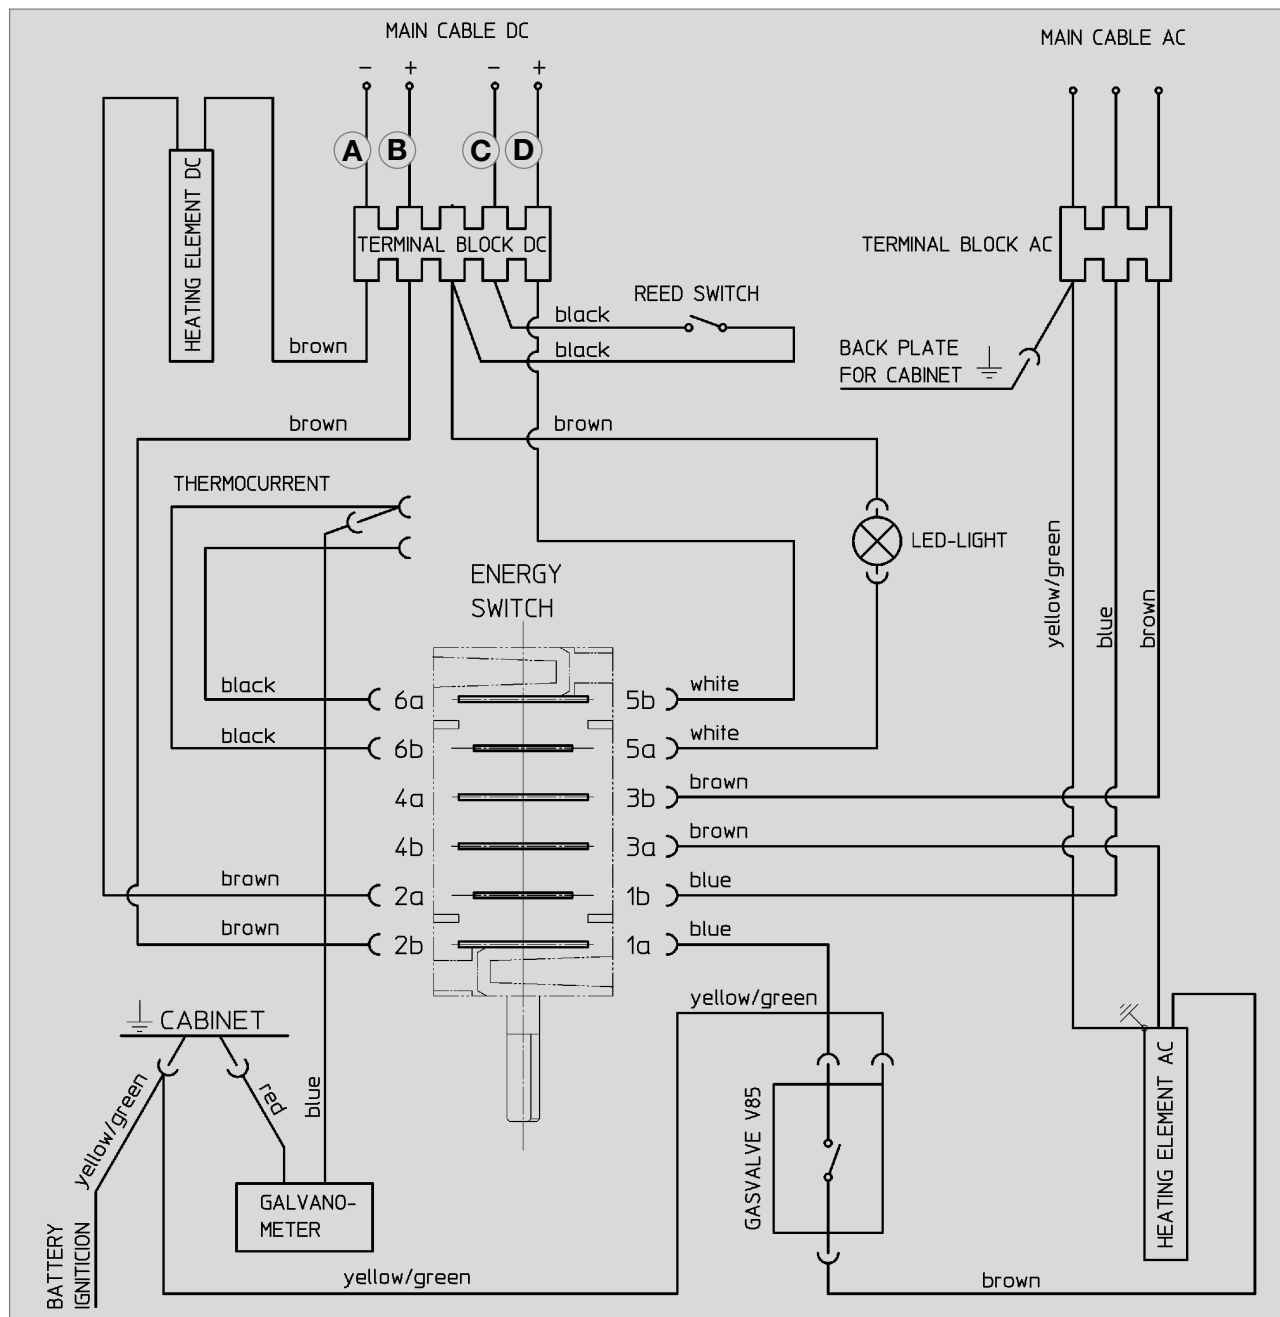 MAIN CABLE DC
MAIN CABLE AC
− + − +
A B C D
HEATING ELEMENT DC
TERMINAL BLOCK DC
TERMINAL BLOCK AC
REED SWITCH
black
brown
black
BACK PLATE
FOR CABINET
brown
brown
THERMOCURRENT
LED-LIGHT
yellow/green
blue
brown
ENERGY
SWITCH
black
6a
5b
white
black
6b
5a
white
4a
3b
brown
4b
3a
brown
brown
2a
1b
blue
brown
2b
1a
blue
yellow/green
CABINET
yellow/green
red
blue
GASVALVE V85
HEATING ELEMENT AC
GALVANO-
METER
BATTERY
IGNITICION
yellow/green
brown